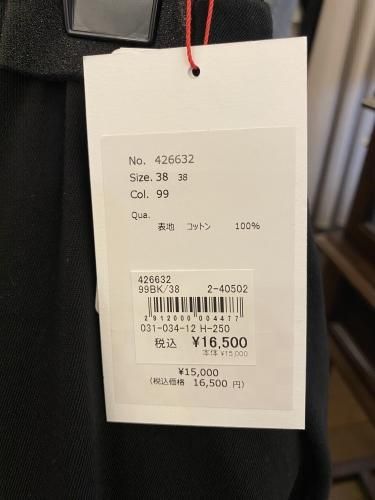 No. 426632
Size. 38 38
Col. 99
Qua.
表地 コットン 100%
426632
99BK/38 2-40502
2912000 004477
031-034-12 H-250
税込 ¥16,500
本体 ¥15,000
¥15,000
(税込価格 16,500 円)